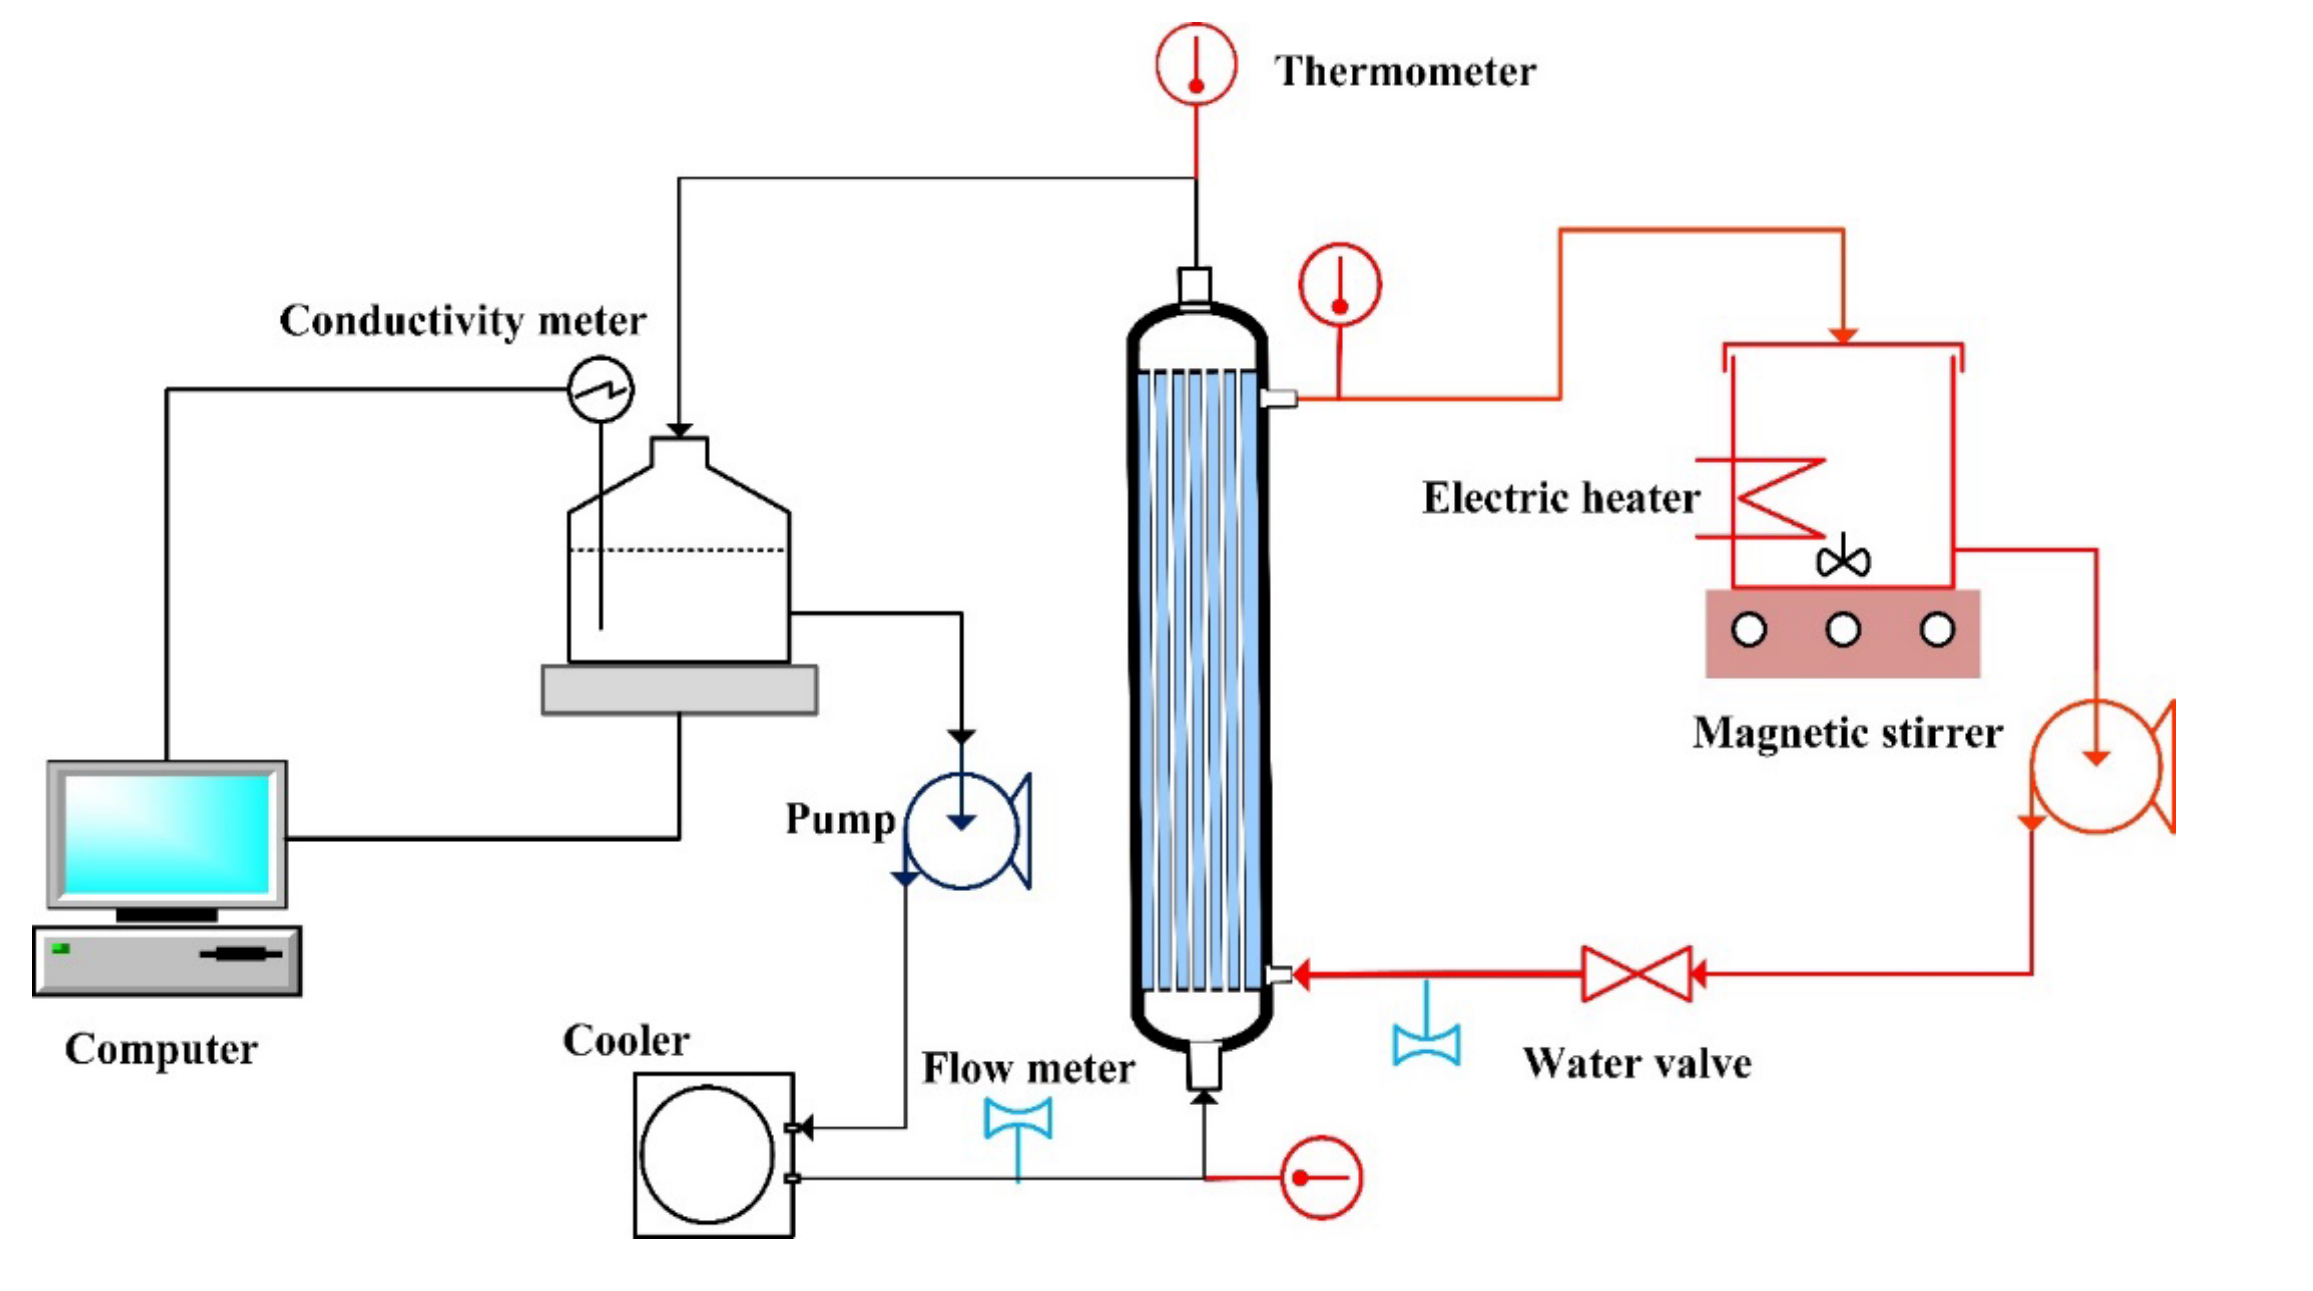 Thermometer
Conductivity meter
Electric heater
Magnetic stirrer
Pump
Computer
Cooler
Flow meter
Water valve